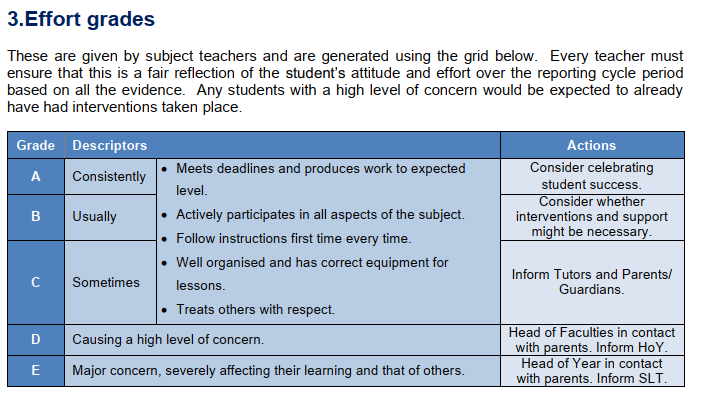 3.Effort grades
These are given by subject teachers and are generated using the grid below. Every teacher must
ensure that this is a fair reflection of the student's attitude and effort over the reporting cycle period
based on all the evidence. Any students with a high level of concern would be expected to already
have had interventions taken place.
Grade Descriptors Actions
A Consistently
• Meets deadlines and produces work to expected
level.
Consider celebrating
student success.
B Usually
• Actively participates in all aspects of the subject.
• Follow instructions first time every time.
Consider whether
interventions and support
might be necessary.
C Sometimes
• Well organised and has correct equipment for
lessons.
• Treats others with respect.
Inform Tutors and Parents/
Guardians.
D Causing a high level of concern.
Head of Faculties in contact
with parents. Inform HoY.
E Major concern, severely affecting their learning and that of others.
Head of Year in contact
with parents. Inform SLT.